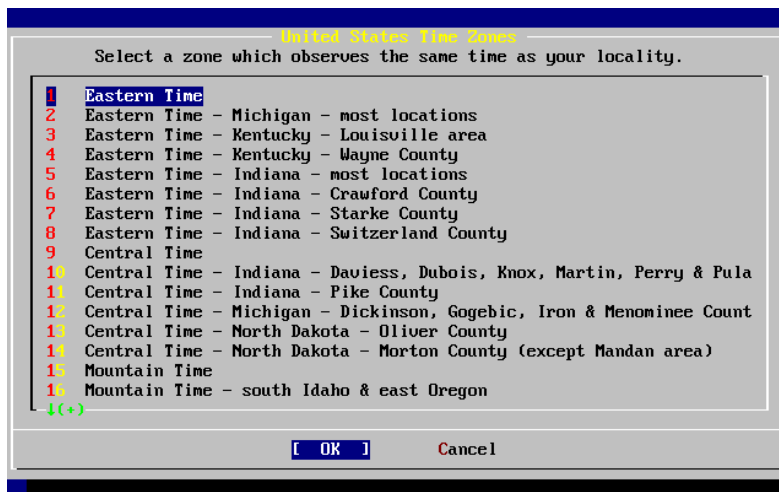 United States Time Zones
Select a zone which observes the same time as your locality.
1 Eastern Time
2 Eastern Time - Michigan - most locations
3 Eastern Time - Kentucky - Louisville area
4 Eastern Time - Kentucky - Wayne County
5 Eastern Time - Indiana - most locations
6 Eastern Time - Indiana - Crawford County
7 Eastern Time - Indiana - Starke County
8 Eastern Time - Indiana - Switzerland County
9 Central Time
10 Central Time - Indiana - Daviess, Dubois, Knox, Martin, Perry & Pula
11 Central Time - Indiana - Pike County
12 Central Time - Michigan - Dickinson, Gogebic, Iron & Menominee Count
13 Central Time - North Dakota - Oliver County
14 Central Time - North Dakota - Morton County (except Mandan area)
15 Mountain Time
16 Mountain Time - south Idaho & east Oregon
↓(+)
[ OK ] Cancel